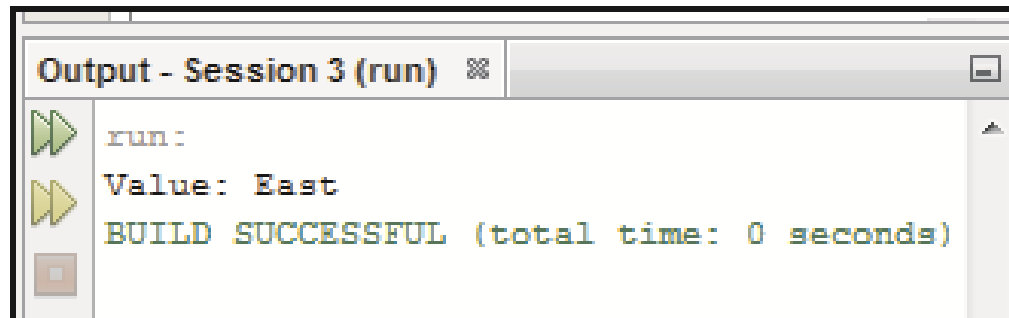 Output - Session 3 (run)
run:
Value: East
BUILD SUCCESSFUL (total time: 0 seconds)